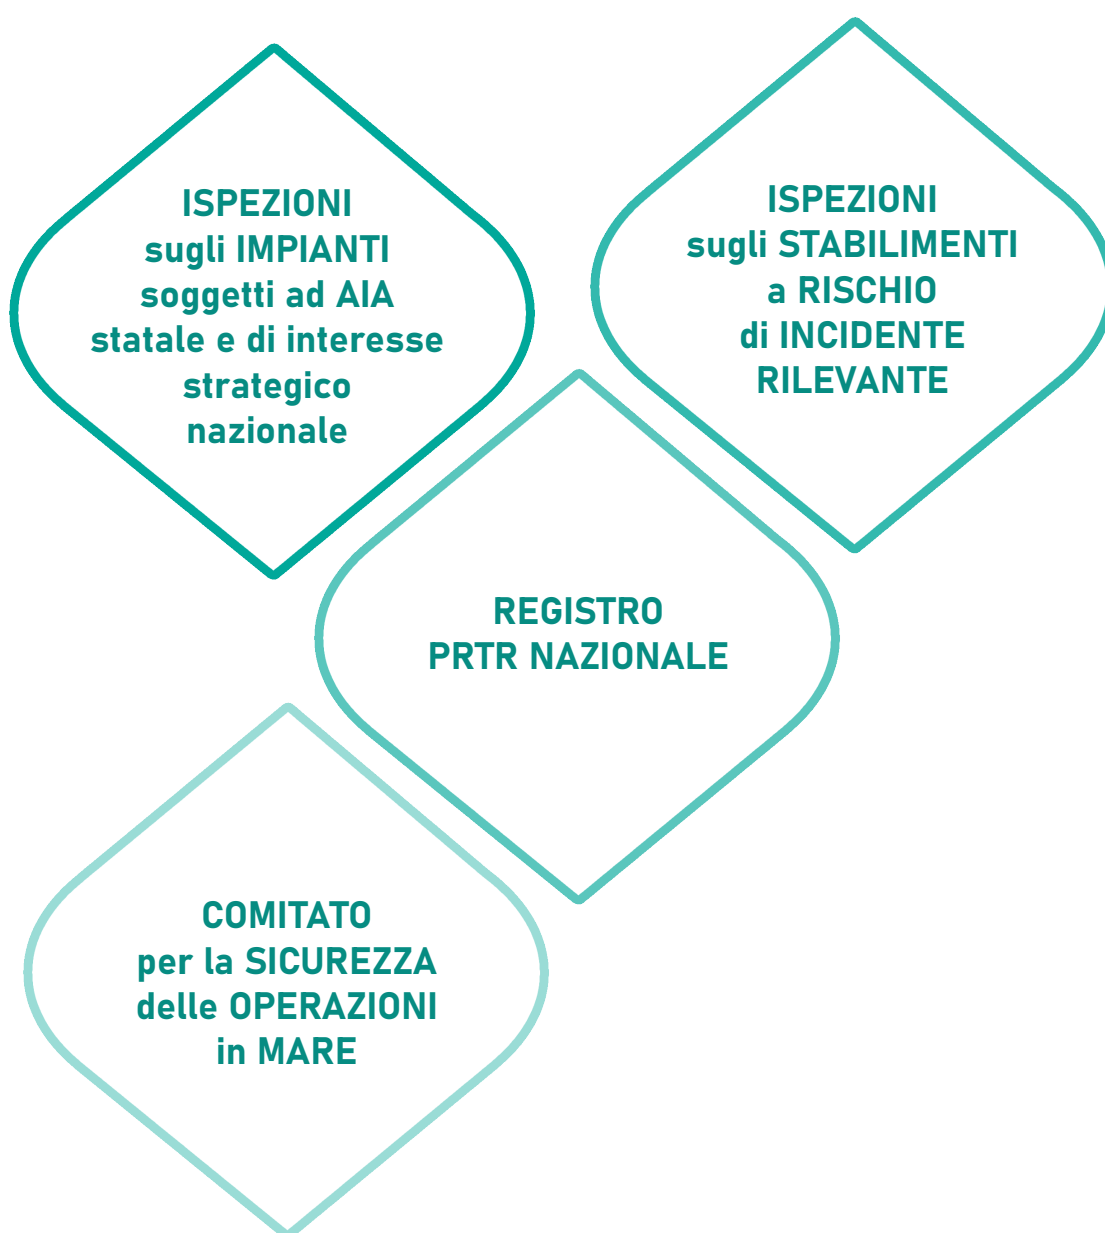 ISPEZIONI
sugli IMPIANTI
soggetti ad AIA
statale e di interesse
strategico
nazionale
ISPEZIONI
sugli STABILIMENTI
a RISCHIO
di INCIDENTE
RILEVANTE
REGISTRO
PRTR NAZIONALE
COMITATO
per la SICUREZZA
delle OPERAZIONI
in MARE